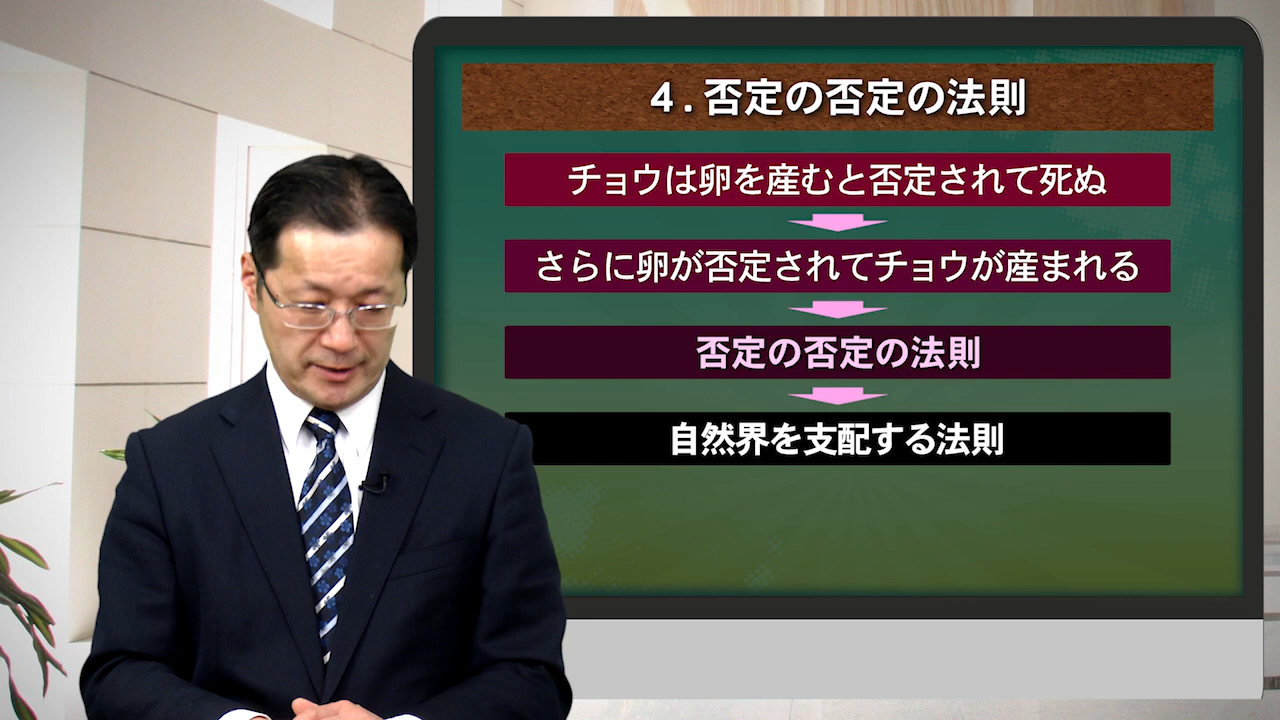 4．否定の否定の法則
チョウは卵を産むと否定されて死ぬ
さらに卵が否定されてチョウが産まれる
否定の否定の法則
自然界を支配する法則